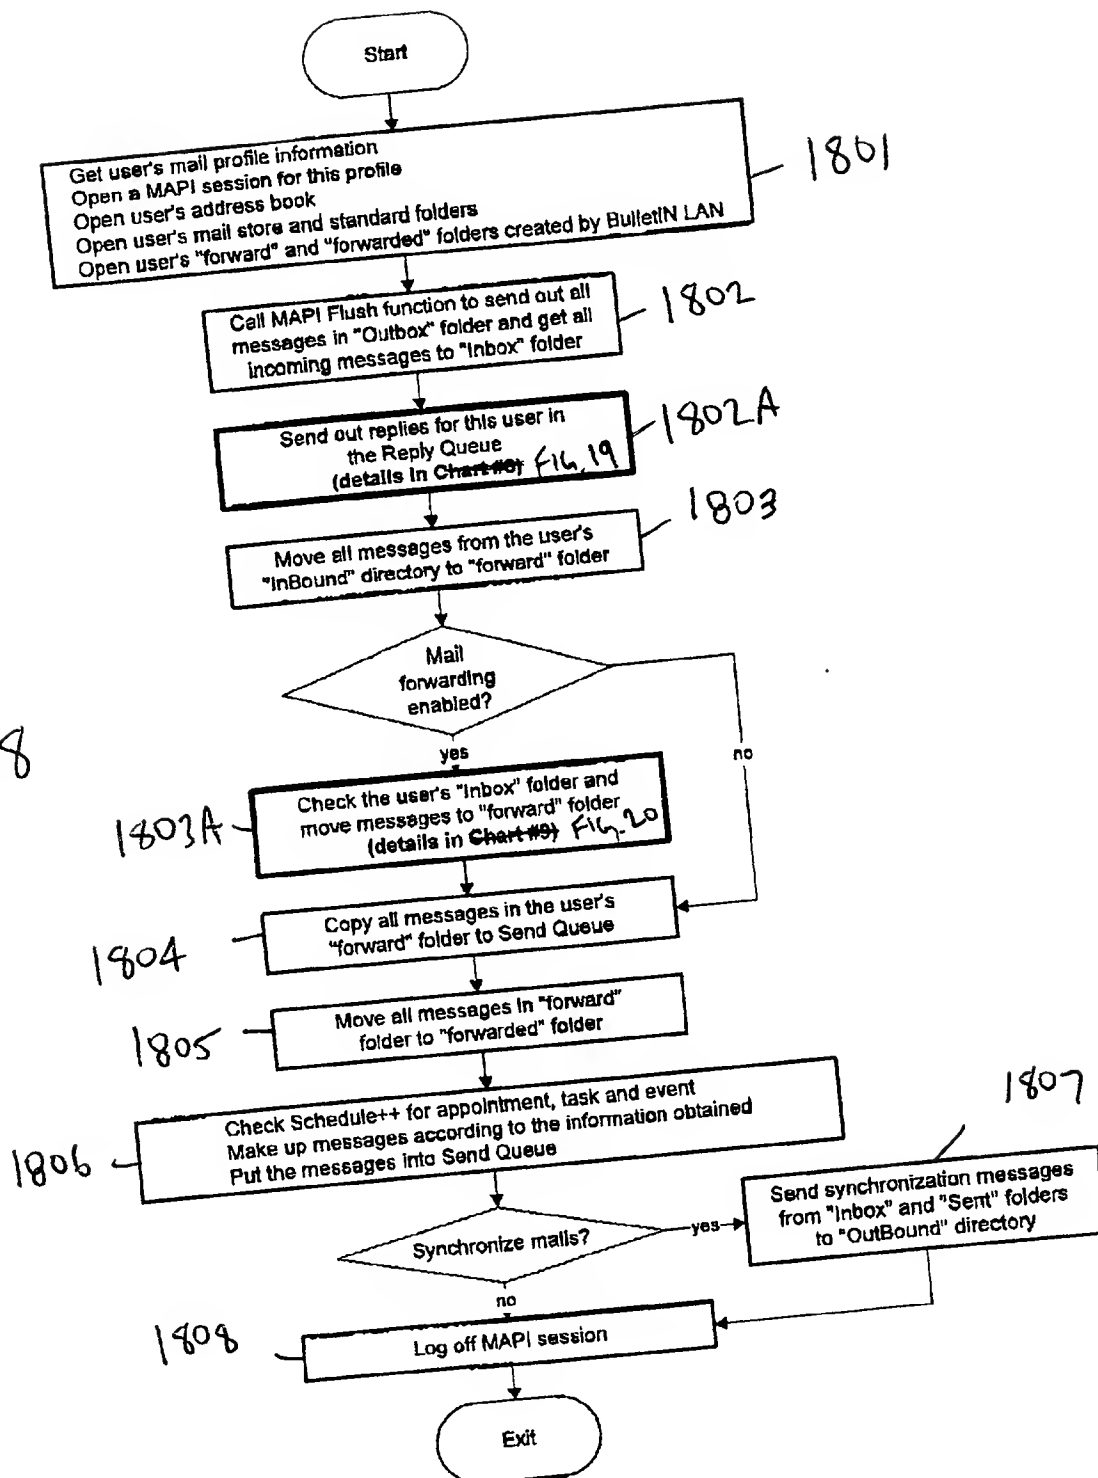 Start
Get user's mail profile information
Open a MAPI session for this profile
Open user's address book
Open user's mail store and standard folders
Open user's "forward" and "forwarded" folders created by BulletIN LAN
1801
Call MAPI Flush function to send out all
messages in "Outbox" folder and get all
incoming messages to "Inbox" folder
1802
Send out replies for this user in
the Reply Queue
(details in Chart #8) FIG. 19
1802A
Move all messages from the user's
"InBound" directory to "forward" folder
1803
Mail
forwarding
enabled?
yes
no
8
Check the user's "Inbox" folder and
move messages to "forward" folder
(details in Chart #9) FIG. 20
1803A
Copy all messages in the user's
"forward" folder to Send Queue
1804
Move all messages in "forward"
folder to "forwarded" folder
1805
Check Schedule++ for appointment, task and event
Make up messages according to the information obtained
Put the messages into Send Queue
1806
1807
Send synchronization messages
from "Inbox" and "Sent" folders
to "OutBound" directory
Synchronize mails?
yes
no
Log off MAPI session
1808
Exit